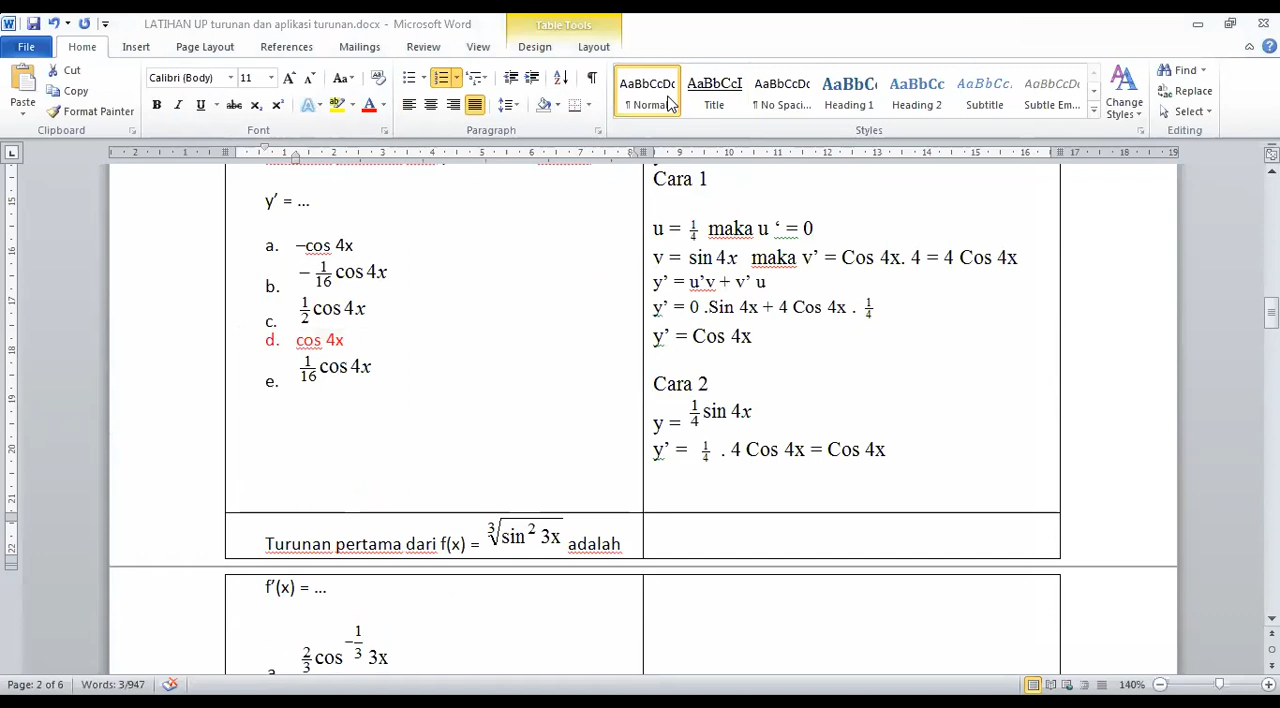 LATIHAN UP turunan dan aplikasi turunan.docx - Microsoft Word
Table Tools
File Home Insert Page Layout References Mailings Review View Design Layout
Paste
Cut
Copy
Format Painter
Clipboard
Calibri (Body) 11
B I U abc x₂ x² A ab A
Font
Paragraph
AaBbCcDc AaBbCcI AaBbCcDc AaBbC AaBbCc AaBbCc. AaBbCcDc
¶ Normal Title ¶ No Spacin... Heading 1 Heading 2 Subtitle Subtle Em...
Change Styles
Styles
Find
Replace
Select
Editing
y’ = ...
a. –cos 4x
b. − 1/16 cos 4x
c. 1/2 cos 4x
d. cos 4x
e. 1/16 cos 4x
Cara 1
u = 1/4 maka u ‘ = 0
v = sin 4x maka v’ = Cos 4x. 4 = 4 Cos 4x
y’ = u’v + v’ u
y’ = 0 .Sin 4x + 4 Cos 4x . 1/4
y’ = Cos 4x
Cara 2
y = 1/4 sin 4x
y’ = 1/4 . 4 Cos 4x = Cos 4x
Turunan pertama dari f(x) = ∛(sin² 3x) adalah
f’(x) = ...
a. 2/3 cos^(−1/3) 3x
Page: 2 of 6 Words: 3/947 140%